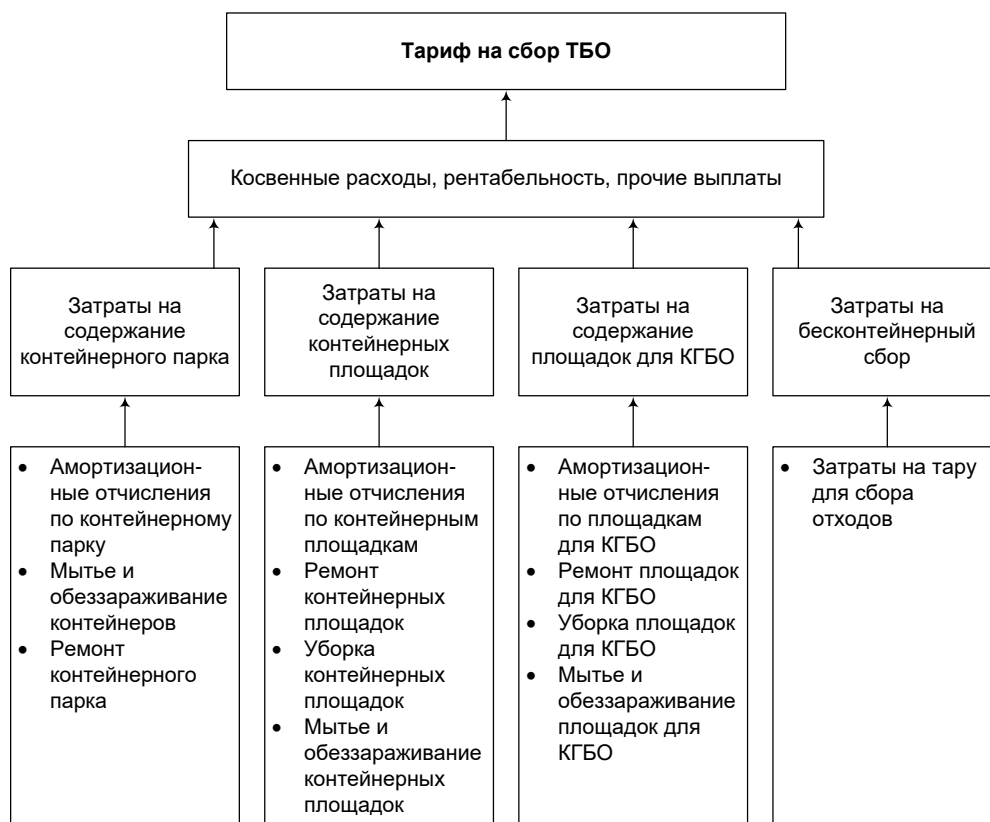 Тариф на сбор ТБО
Косвенные расходы, рентабельность, прочие выплаты
Затраты на
содержание
контейнерного парка
Затраты на
содержание
контейнерных
площадок
Затраты на
содержание
площадок для КГБО
Затраты на
бесконтейнерный
сбор
• Амортизацион-
ные отчисления
по контейнерному
парку
• Мытье и
обеззараживание
контейнеров
• Ремонт
контейнерного
парка
• Амортизацион-
ные отчисления
по контейнерным
площадкам
• Ремонт
контейнерных
площадок
• Уборка
контейнерных
площадок
• Мытье и
обеззараживание
контейнерных
площадок
• Амортизацион-
ные отчисления
по площадкам
для КГБО
• Ремонт площадок
для КГБО
• Уборка площадок
для КГБО
• Мытье и
обеззараживание
площадок для
КГБО
• Затраты на тару
для сбора
отходов